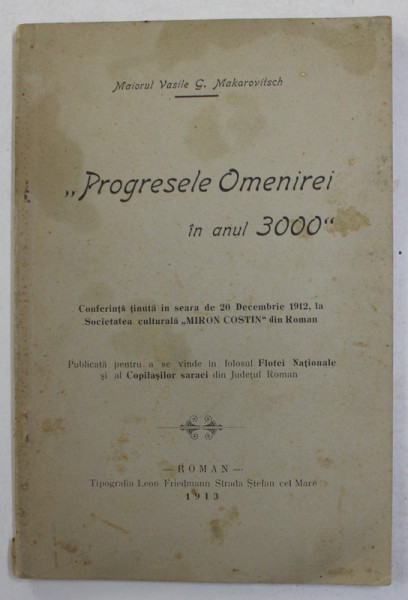 Maiorul Vasile G. Makarovitsch
„Progresele Omenirei
în anul 3000“
Conferință ținută in seara de 20 Decembrie 1912, la
Societatea culturală „MIRON COSTIN“ din Roman
Publicată pentru a se vinde în folosul Flotei Naționale
și al Copilașilor saraci din Județul Roman
— ROMAN —
Tipografia Leon Friedmann Strada Ștefan cel Mare
1913